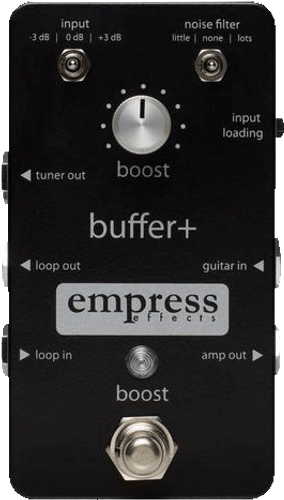 input
-3 dB | 0 dB | +3 dB
noise filter
little | none | lots
input
loading
boost
tuner out
buffer+
loop out
guitar in
empress
effects
loop in
amp out
boost